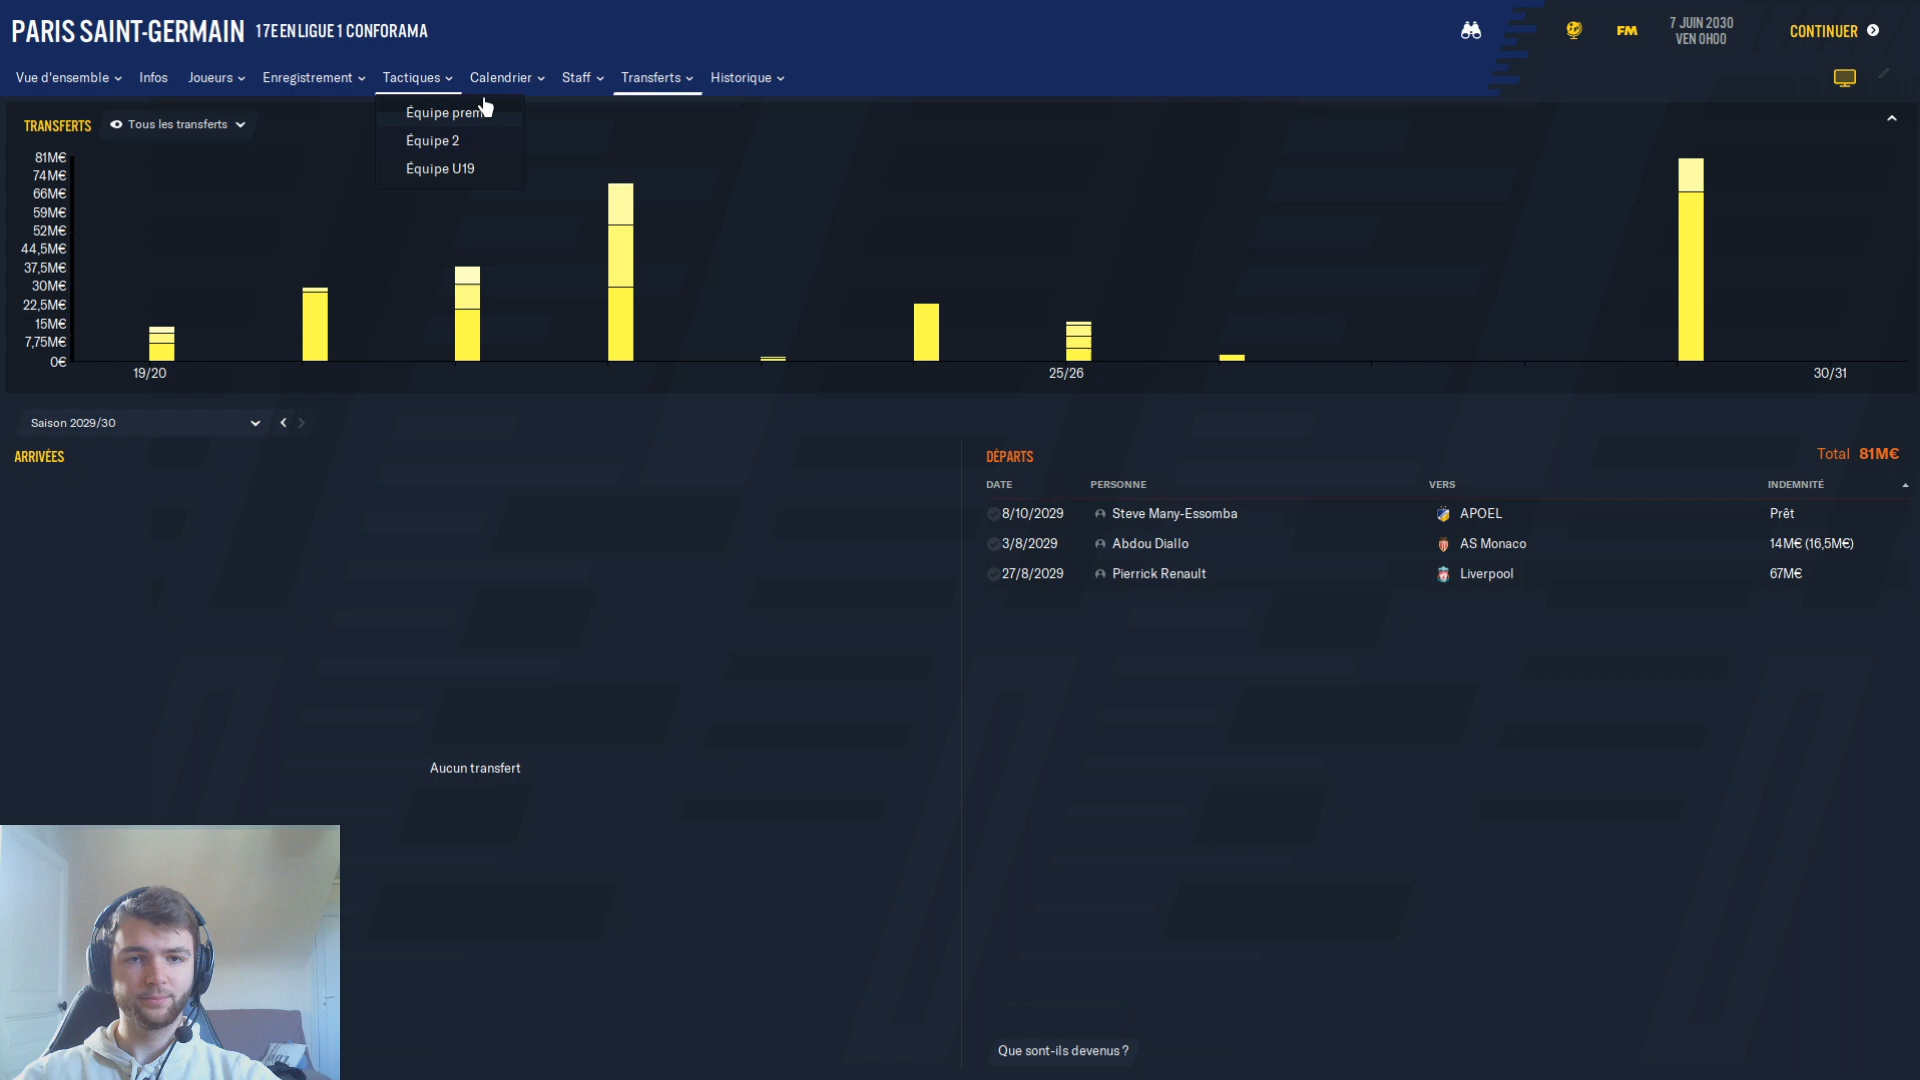 PARIS SAINT-GERMAIN 17E EN LIGUE 1 CONFORAMA
FM
7 JUIN 2030
VEN 0H00
CONTINUER
Vue d'ensemble Infos Joueurs Enregistrement Tactiques Calendrier Staff Transferts Historique
Équipe prem
Équipe 2
Équipe U19
TRANSFERTS Tous les transferts
81M€
74M€
66M€
59M€
52M€
44,5M€
37,5M€
30M€
22,5M€
15M€
7,75M€
0€
19/20 25/26 30/31
Saison 2029/30
ARRIVÉES
Aucun transfert
DÉPARTS Total 81M€
DATE PERSONNE VERS INDEMNITÉ
8/10/2029 Steve Many-Essomba APOEL Prêt
3/8/2029 Abdou Diallo AS Monaco 14M€ (16,5M€)
27/8/2029 Pierrick Renault Liverpool 67M€
Que sont-ils devenus ?